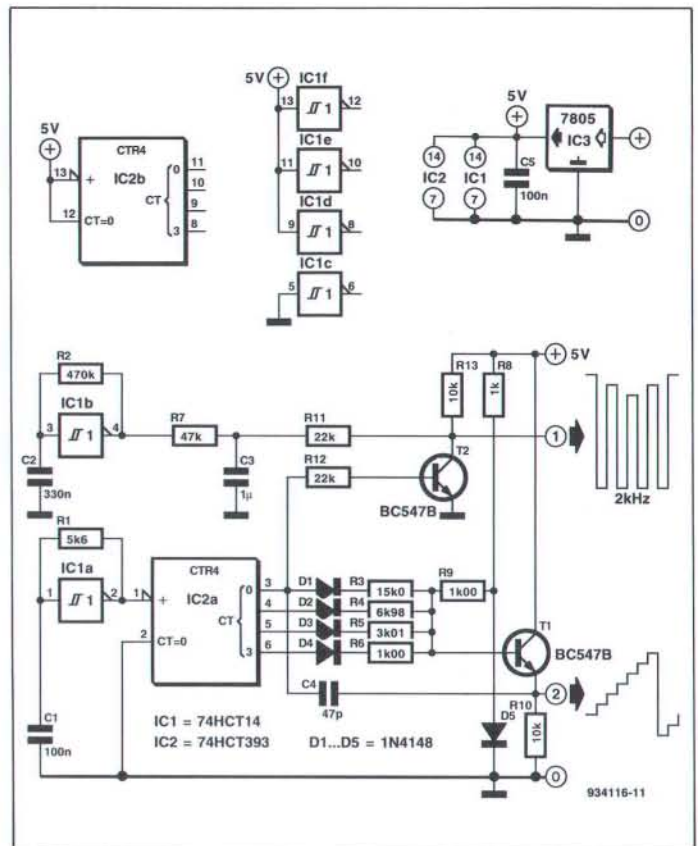 5V
CTR4
13
+
12
CT=0
IC2b
CT
0
3
11
10
9
8
5V
IC1f
13
1
12
IC1e
11
1
10
IC1d
9
1
8
IC1c
5
1
6
5V
7805
IC3
+
14
14
IC2
IC1
7
7
C5
100n
0
R2
470k
IC1b
3
1
4
C2
330n
R7
47k
C3
1µ
R11
22k
R12
22k
R13
10k
R8
1k
+ 5V
T2
BC547B
1
2kHz
R1
5k6
IC1a
1
1
2
C1
100n
CTR4
1
+
IC2a
2
CT=0
CT
0
3
3
4
5
6
D1
D2
D3
D4
R3
15k0
R4
6k98
R5
3k01
R6
1k00
R9
1k00
C4
47p
T1
BC547B
2
R10
10k
D5
0
IC1 = 74HCT14
IC2 = 74HCT393
D1...D5 = 1N4148
934116-11